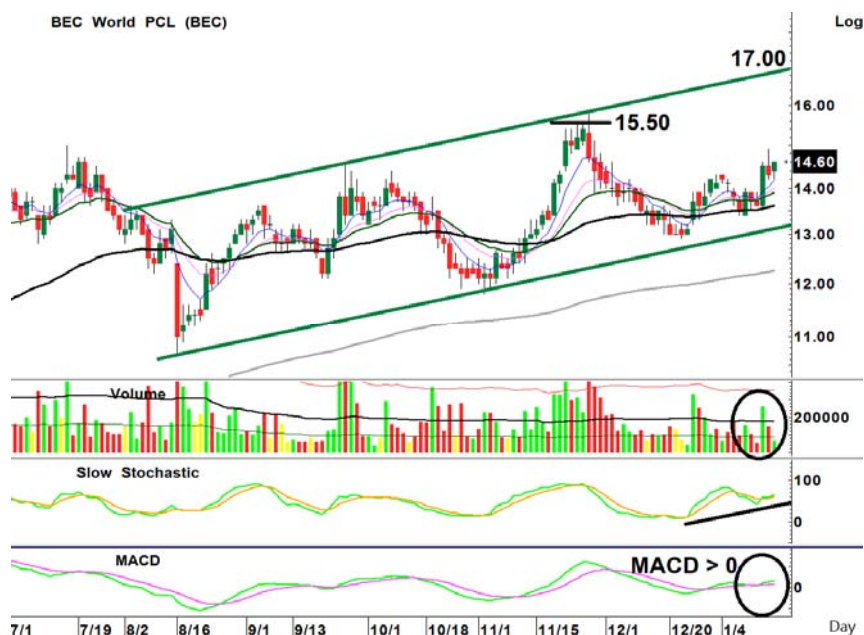 BEC World PCL (BEC)
Log
17.00
16.00
15.50
14.60
14.00
13.00
12.00
11.00
Volume
200000
Slow Stochastic
100
0
MACD
MACD > 0
0
7/1 7/19 8/2 8/16 9/1 9/13 10/1 10/18 11/1 11/15 12/1 12/20 1/4 Day